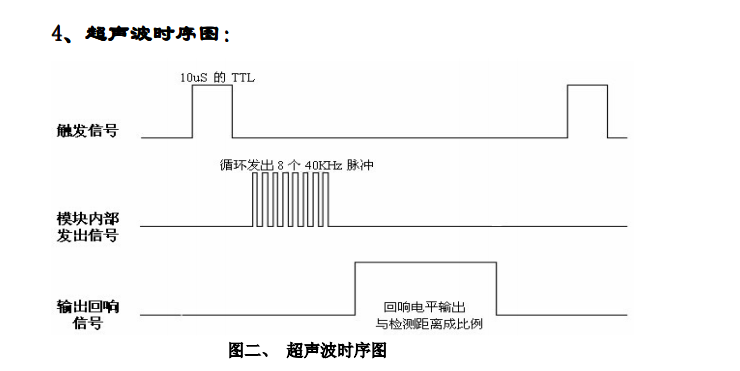 4、超声波时序图：
10uS 的 TTL
触发信号
循环发出 8 个 40KHz 脉冲
模块内部
发出信号
输出回响
信号
回响电平输出
与检测距离成比例
图二、 超声波时序图